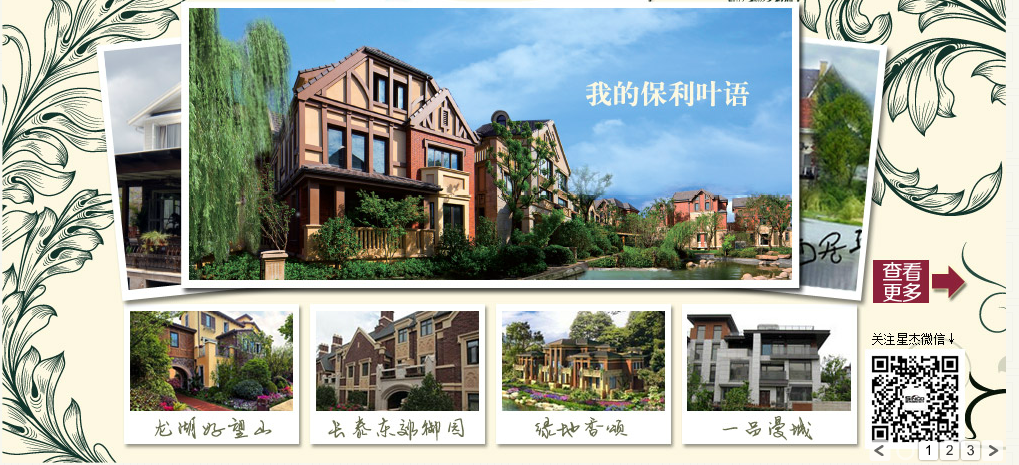 我的保利叶语
查看
更多
关注星杰微信↓
龙湖好望山
长泰东郊御园
绿地香颂
一品漫城
1 2 3